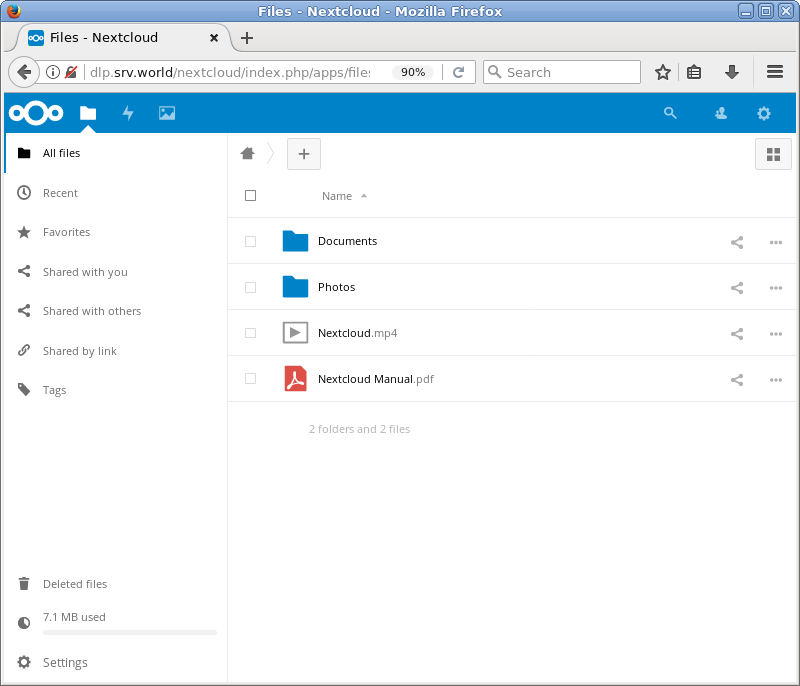 Files - Nextcloud - Mozilla Firefox
Files - Nextcloud
dlp.srv.world/nextcloud/index.php/apps/file
90%
Search
All files
Recent
Favorites
Shared with you
Shared with others
Shared by link
Tags
Deleted files
7.1 MB used
Settings
Name
Documents
Photos
Nextcloud.mp4
Nextcloud Manual.pdf
2 folders and 2 files